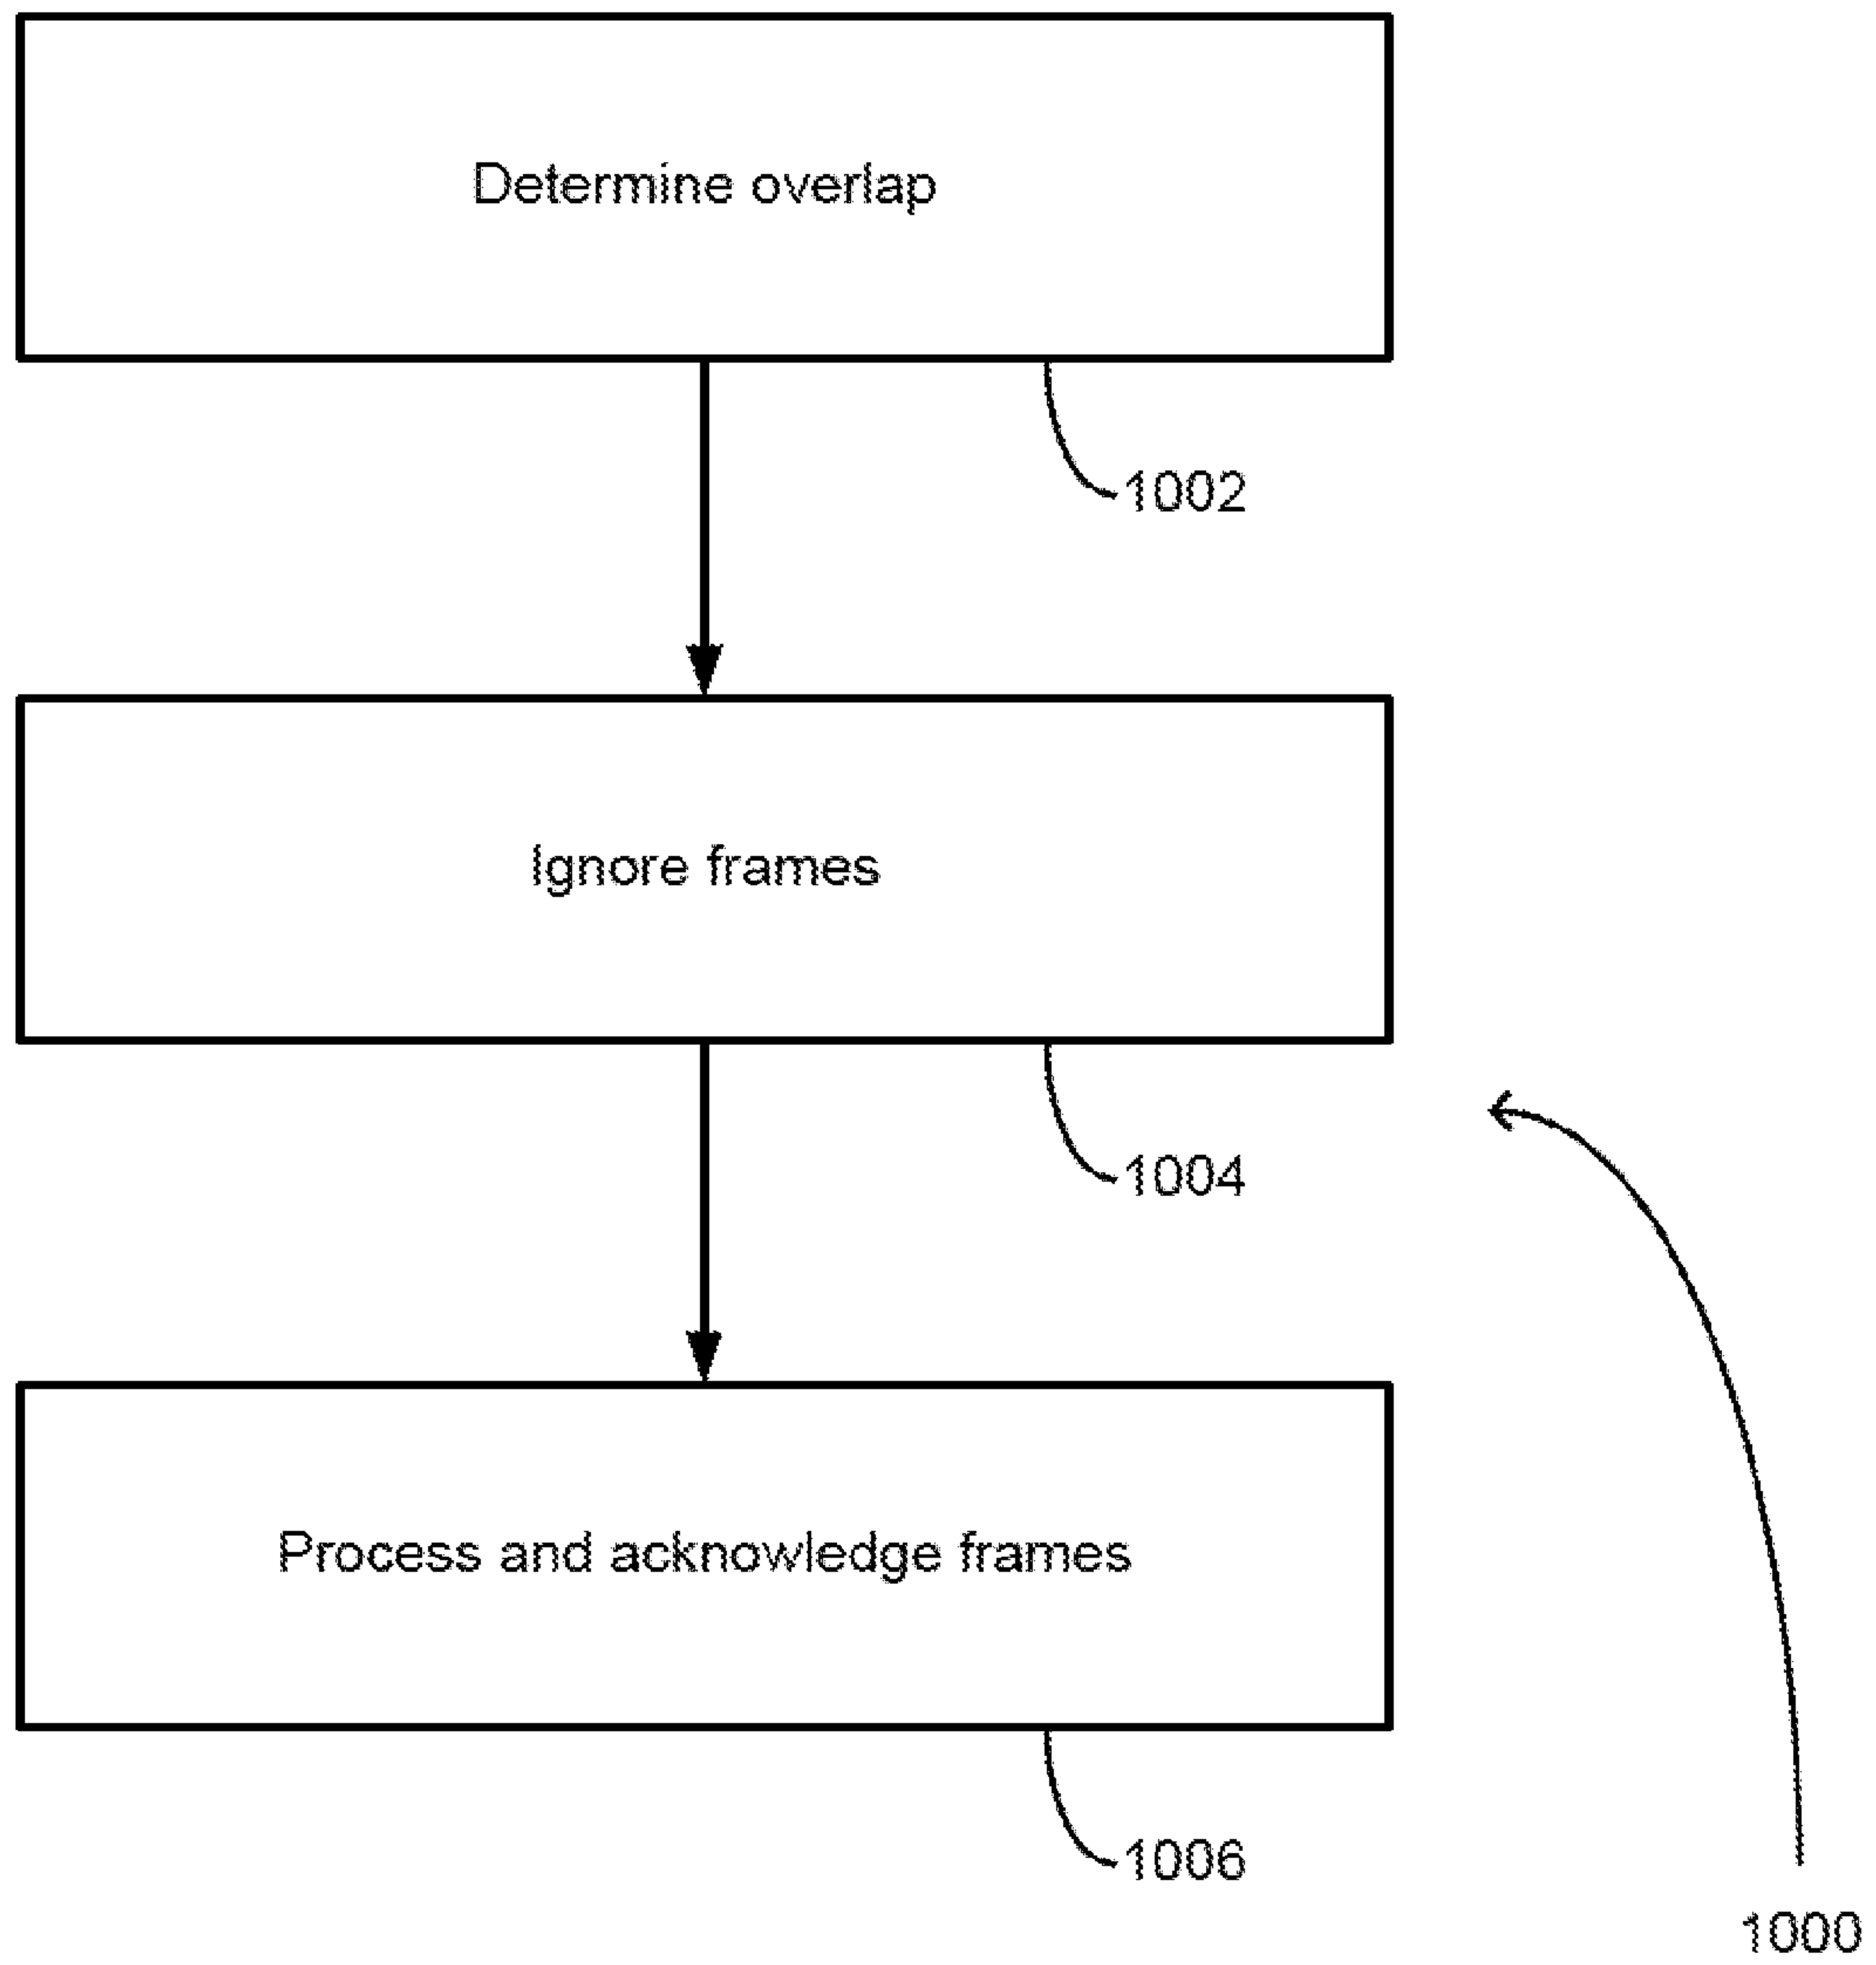 Determine overlap
1002
Ignore frames
1004
Process and acknowledge frames
1006
1000